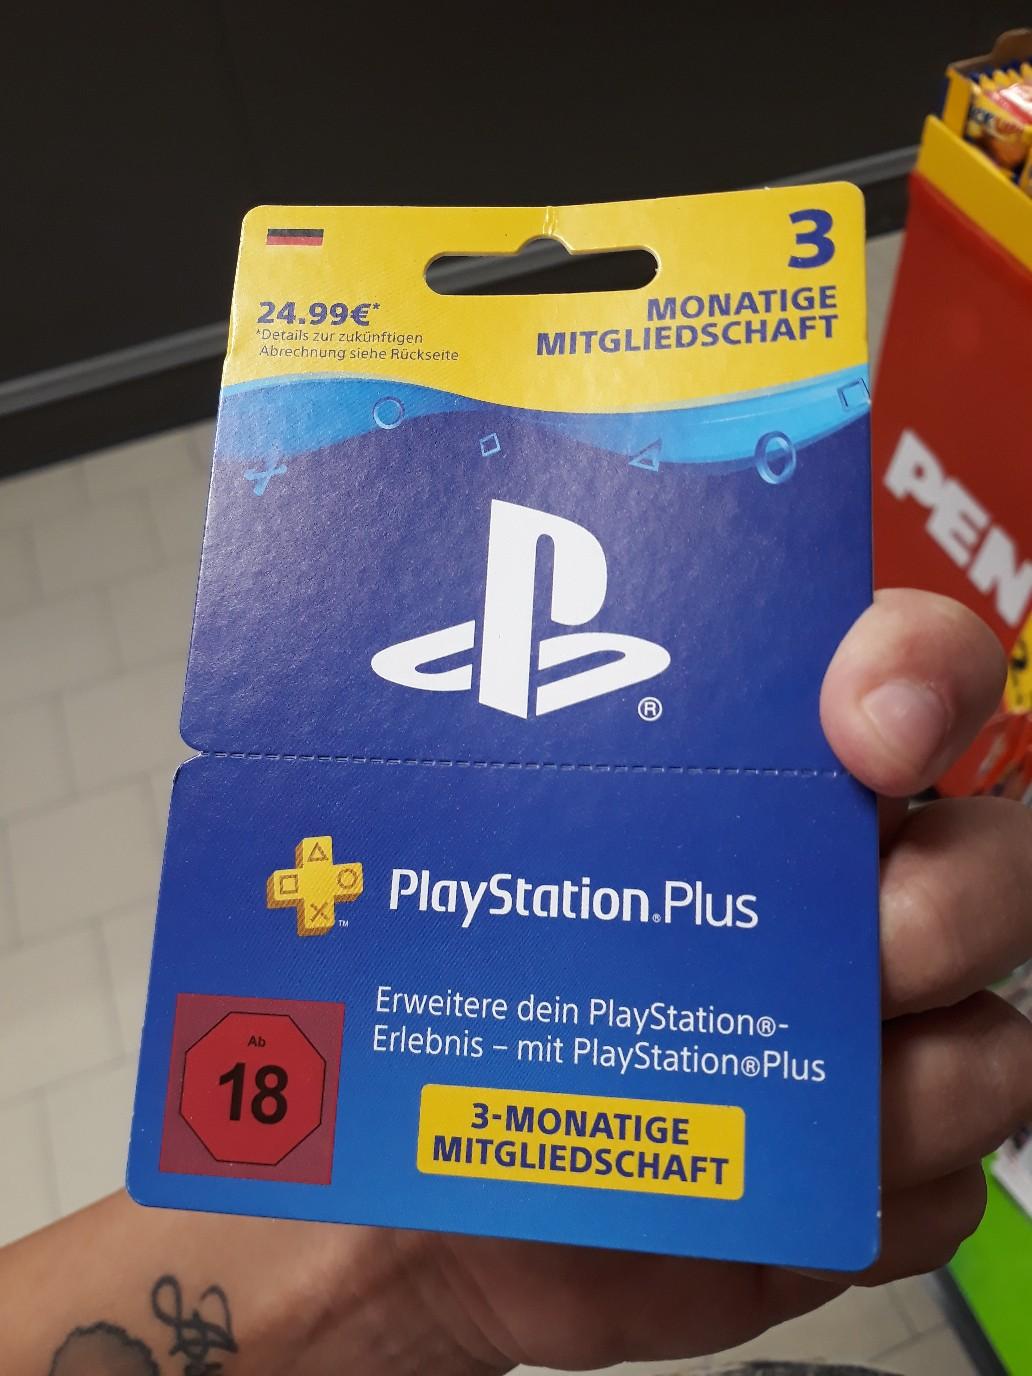 3
MONATIGE
MITGLIEDSCHAFT
24.99€*
*Details zur zukünftigen
Abrechnung siehe Rückseite
®
PlayStation®Plus
™
Erweitere dein PlayStation®-
Erlebnis – mit PlayStation®Plus
Ab
18
3-MONATIGE
MITGLIEDSCHAFT
PEN